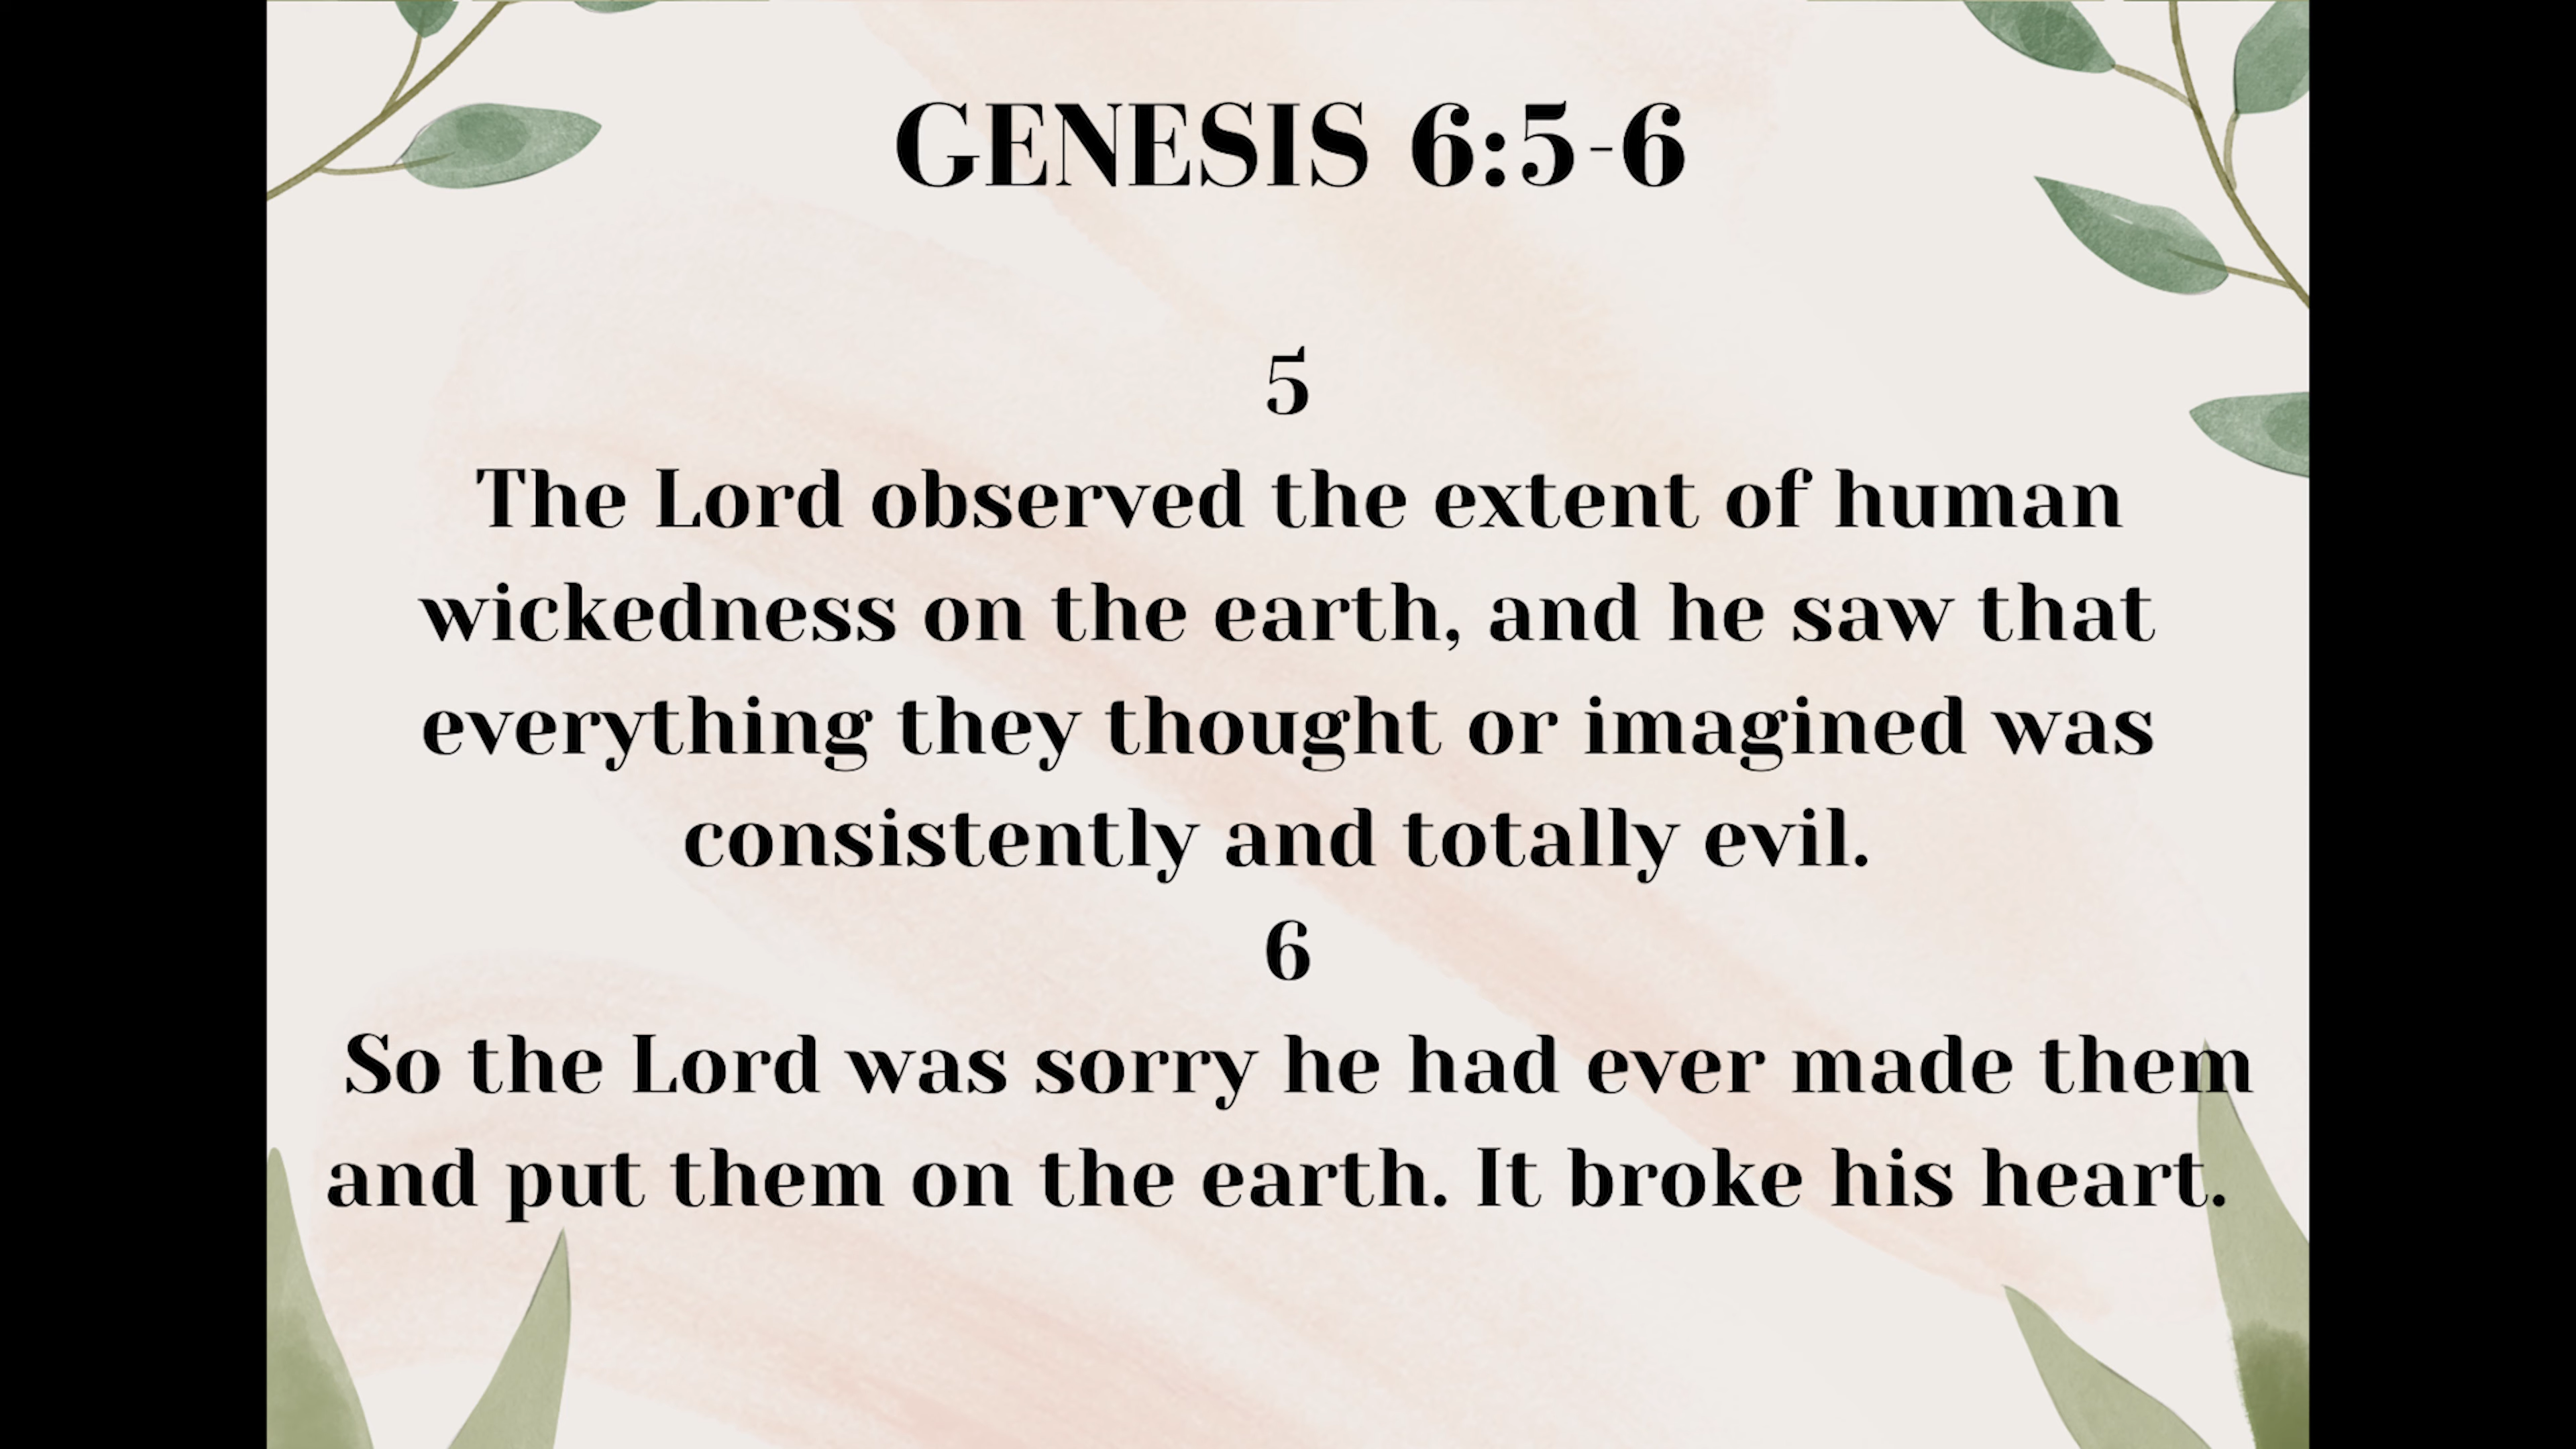 GENESIS 6:5-6
5
The Lord observed the extent of human
wickedness on the earth, and he saw that
everything they thought or imagined was
consistently and totally evil.
6
So the Lord was sorry he had ever made them
and put them on the earth. It broke his heart.